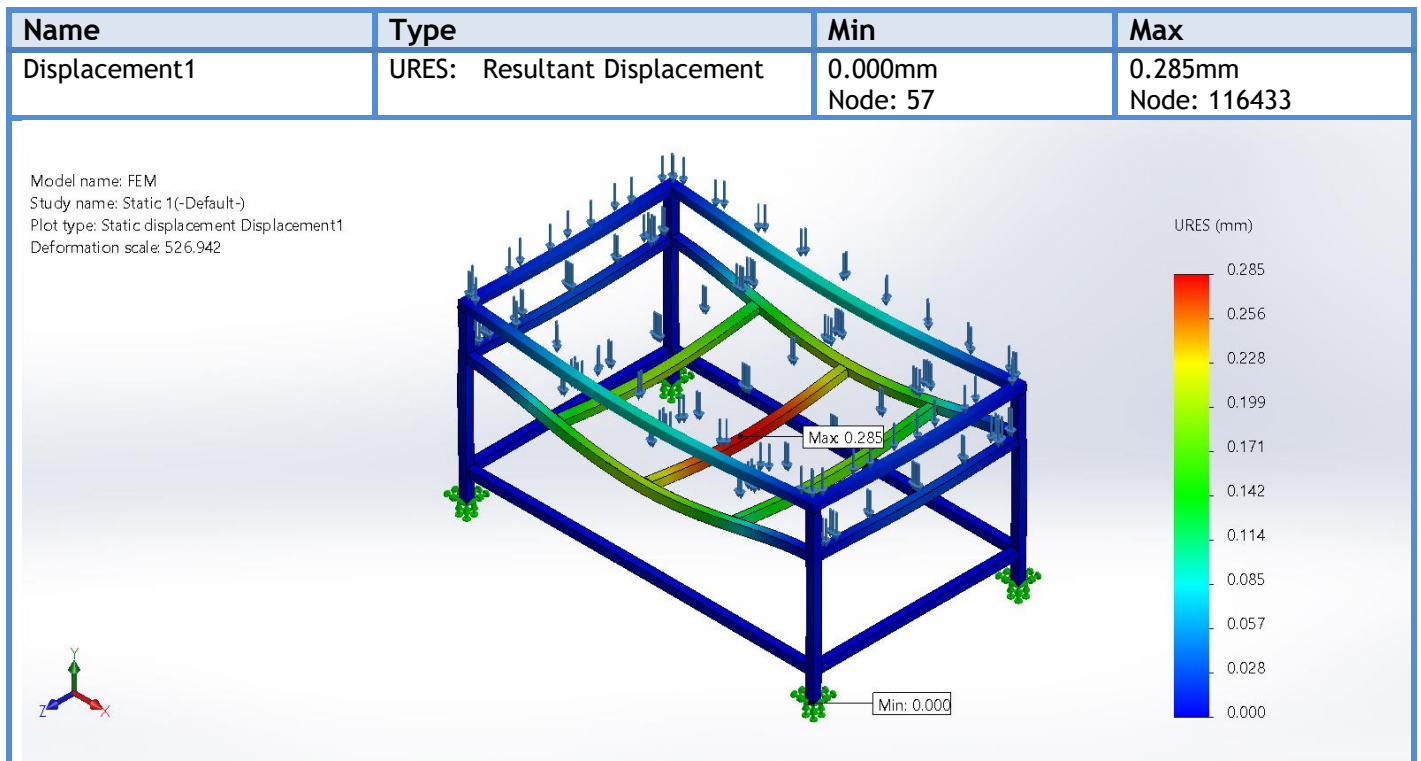 Name Type Min Max
Displacement1 URES: Resultant Displacement 0.000mm 0.285mm
Node: 57 Node: 116433
Model name: FEM
Study name: Static 1(-Default-)
Plot type: Static displacement Displacement1
Deformation scale: 526.942
URES (mm)
0.285
0.256
0.228
0.199
0.171
0.142
0.114
0.085
0.057
0.028
0.000
Max: 0.285
Min: 0.000
Y
Z
X